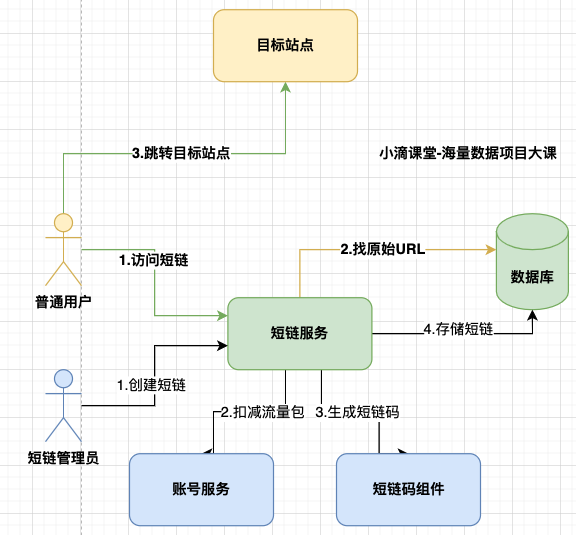 目标站点
3.跳转目标站点
小滴课堂-海量数据项目大课
2.找原始URL
1.访问短链
数据库
普通用户
短链服务
4.存储短链
1.创建短链
2.扣减流量包
3.生成短链码
短链管理员
账号服务
短链码组件